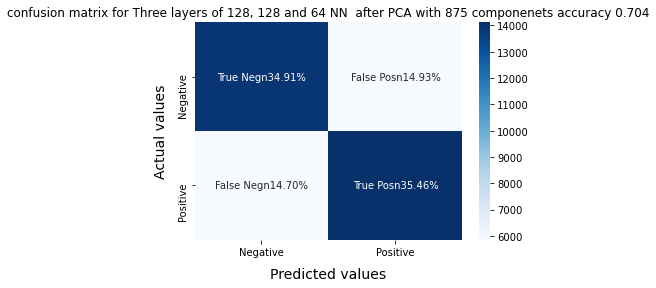 confusion matrix for Three layers of 128, 128 and 64 NN after PCA with 875 componenets accuracy 0.704
True Negn34.91%
False Posn14.93%
False Negn14.70%
True Posn35.46%
Actual values
Negative
Positive
Negative
Positive
Predicted values
14000
13000
12000
11000
10000
9000
8000
7000
6000